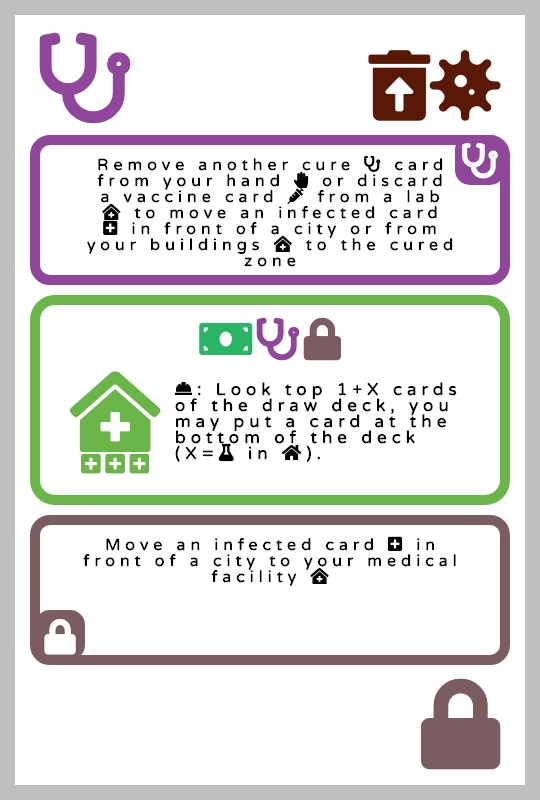 Remove another cure card
from your hand or discard
a vaccine card from a lab
to move an infected card
in front of a city or from
your buildings to the cured
zone
: Look top 1+X cards
of the draw deck, you
may put a card at the
bottom of the deck
(X= in ).
Move an infected card in
front of a city to your medical
facility